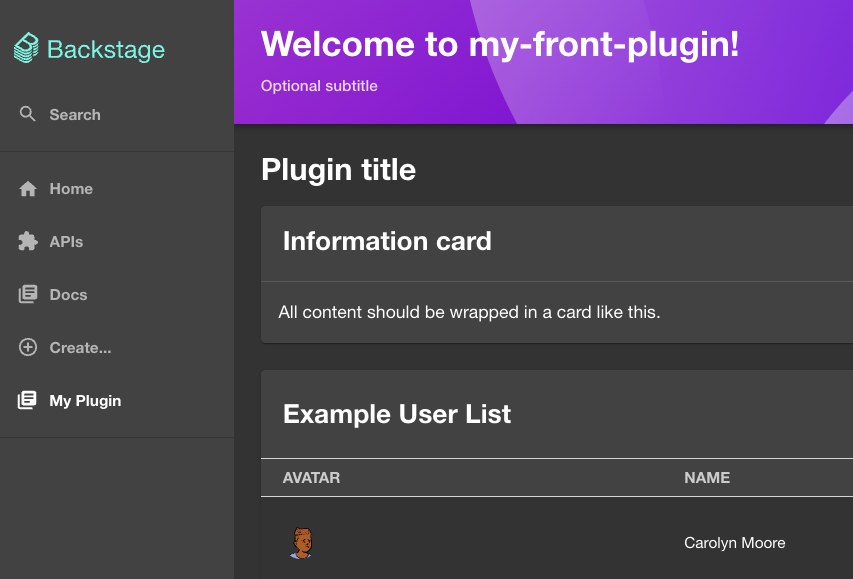 Backstage
Search
Home
APIs
Docs
Create...
My Plugin
Welcome to my-front-plugin!
Optional subtitle
Plugin title
Information card
All content should be wrapped in a card like this.
Example User List
AVATAR NAME
Carolyn Moore